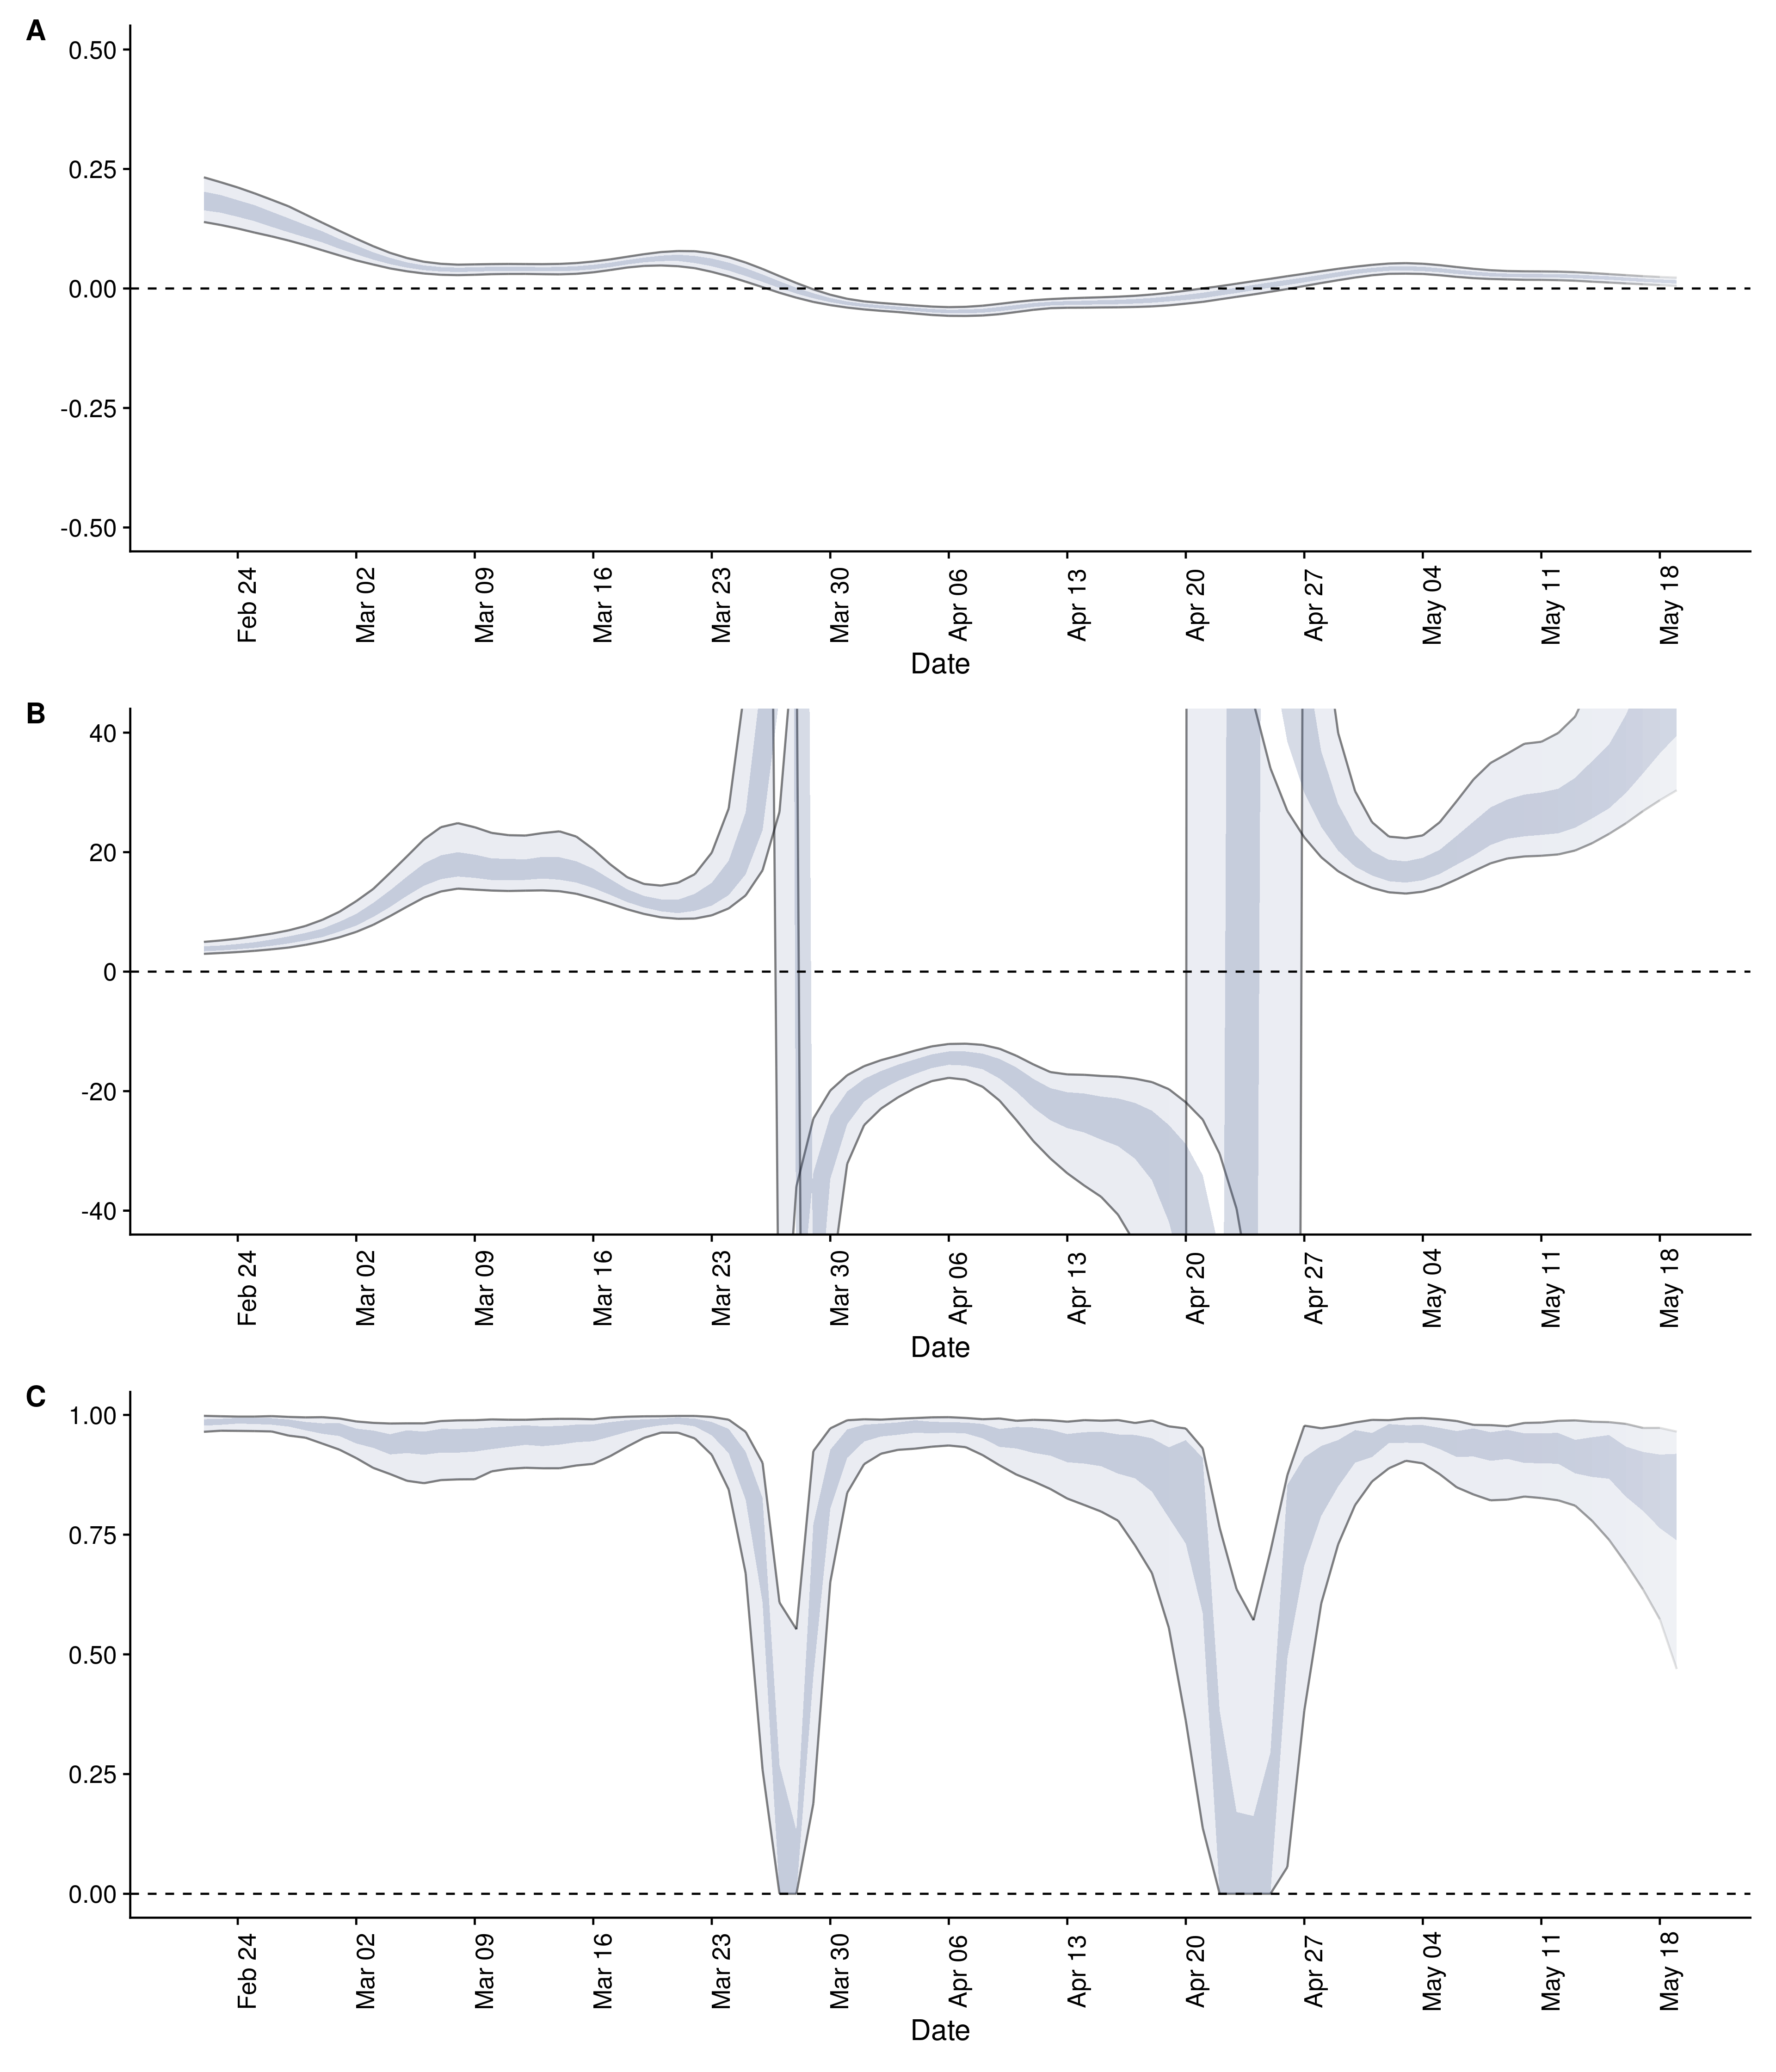 A
0.50
0.25
0.00
-0.25
-0.50
Feb 24
Mar 02
Mar 09
Mar 16
Mar 23
Mar 30
Apr 06
Apr 13
Apr 20
Apr 27
May 04
May 11
May 18
Date
B
40
20
0
-20
-40
Feb 24
Mar 02
Mar 09
Mar 16
Mar 23
Mar 30
Apr 06
Apr 13
Apr 20
Apr 27
May 04
May 11
May 18
Date
C
1.00
0.75
0.50
0.25
0.00
Feb 24
Mar 02
Mar 09
Mar 16
Mar 23
Mar 30
Apr 06
Apr 13
Apr 20
Apr 27
May 04
May 11
May 18
Date